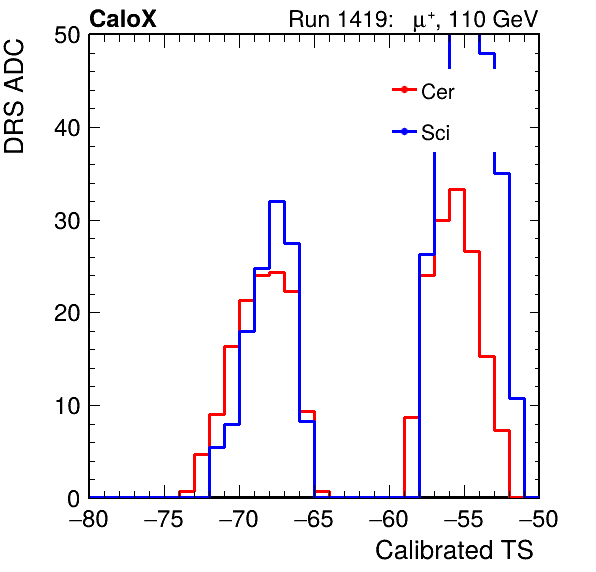 CaloX Run 1419: μ⁺, 110 GeV
DRS ADC
50
40
30
20
10
0
Cer
Sci
−80 −75 −70 −65 −60 −55 −50
Calibrated TS